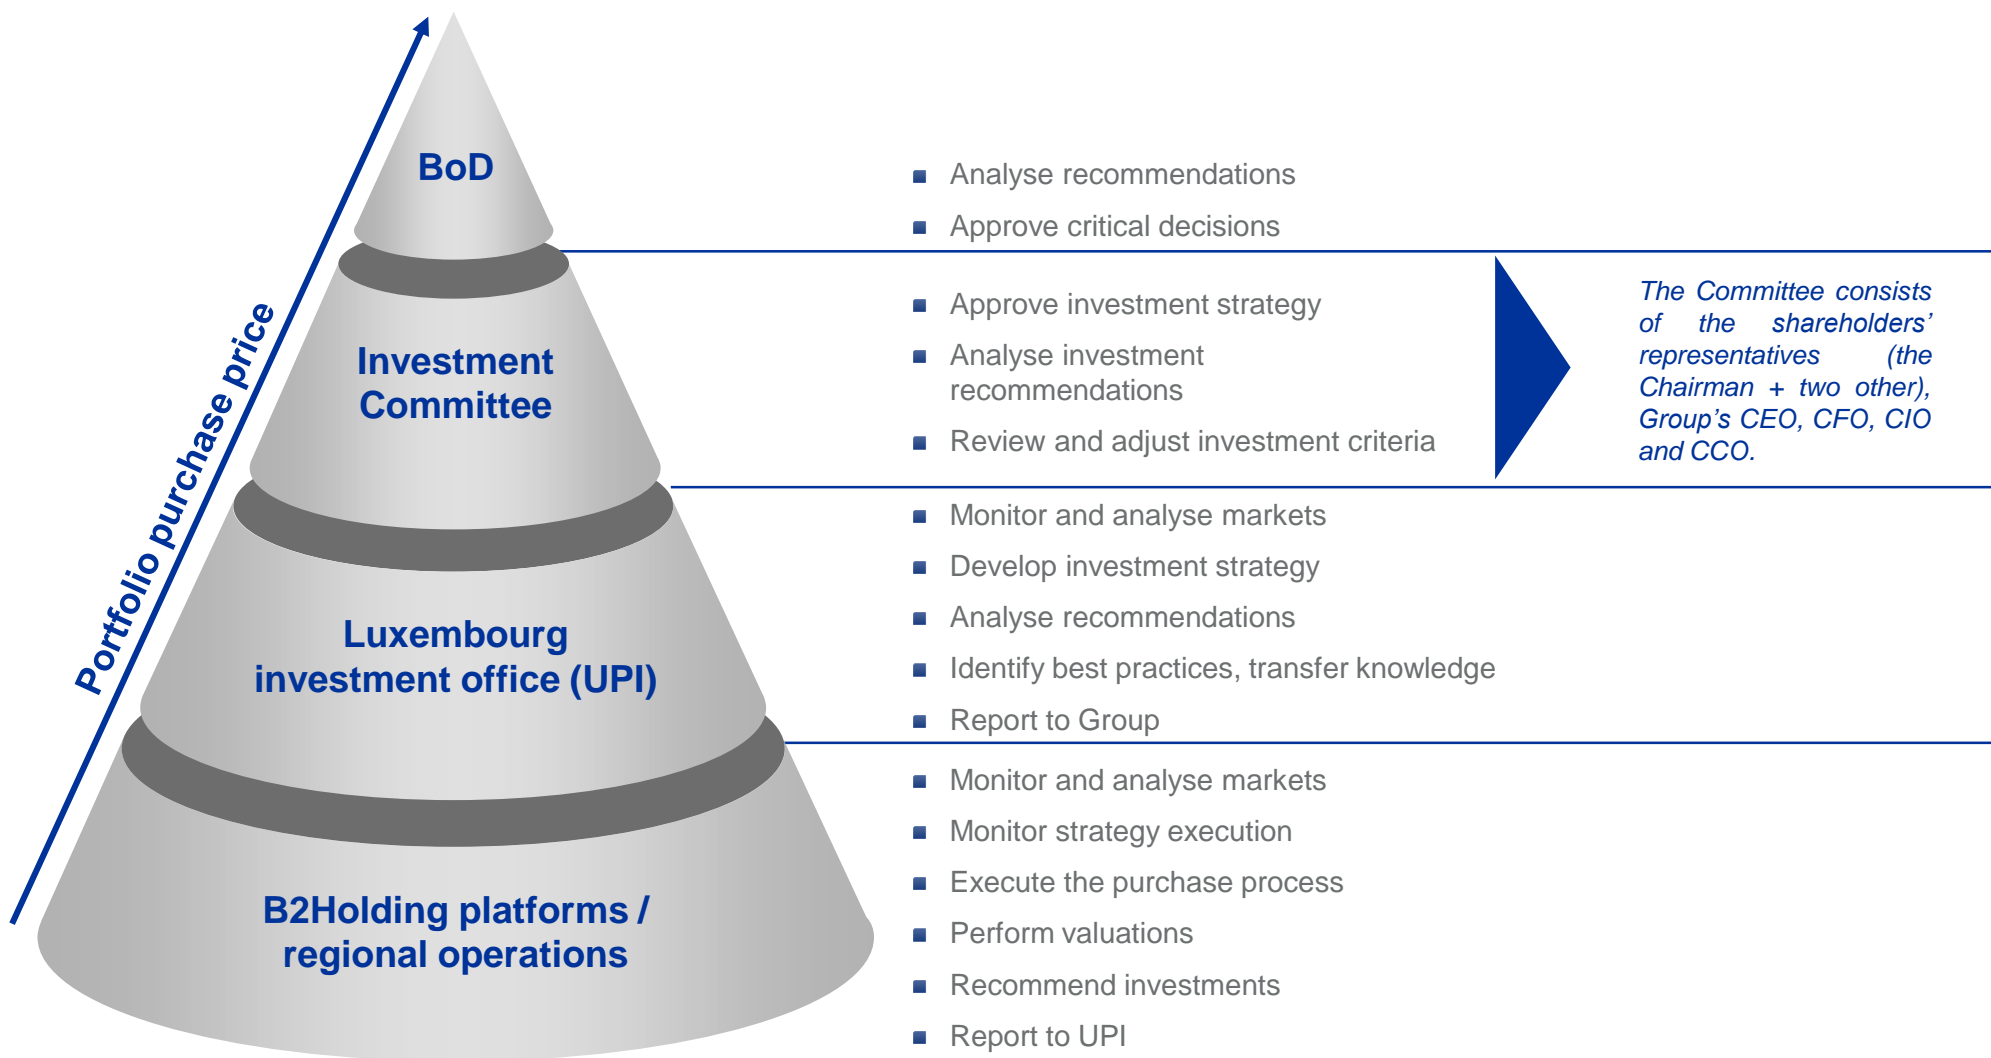 Portfolio purchase price
BoD
Analyse recommendations
Approve critical decisions
Investment
Committee
Approve investment strategy
Analyse investment
recommendations
Review and adjust investment criteria
The Committee consists
of the shareholders’
representatives (the
Chairman + two other),
Group’s CEO, CFO, CIO
and CCO.
Luxembourg
investment office (UPI)
Monitor and analyse markets
Develop investment strategy
Analyse recommendations
Identify best practices, transfer knowledge
Report to Group
B2Holding platforms /
regional operations
Monitor and analyse markets
Monitor strategy execution
Execute the purchase process
Perform valuations
Recommend investments
Report to UPI